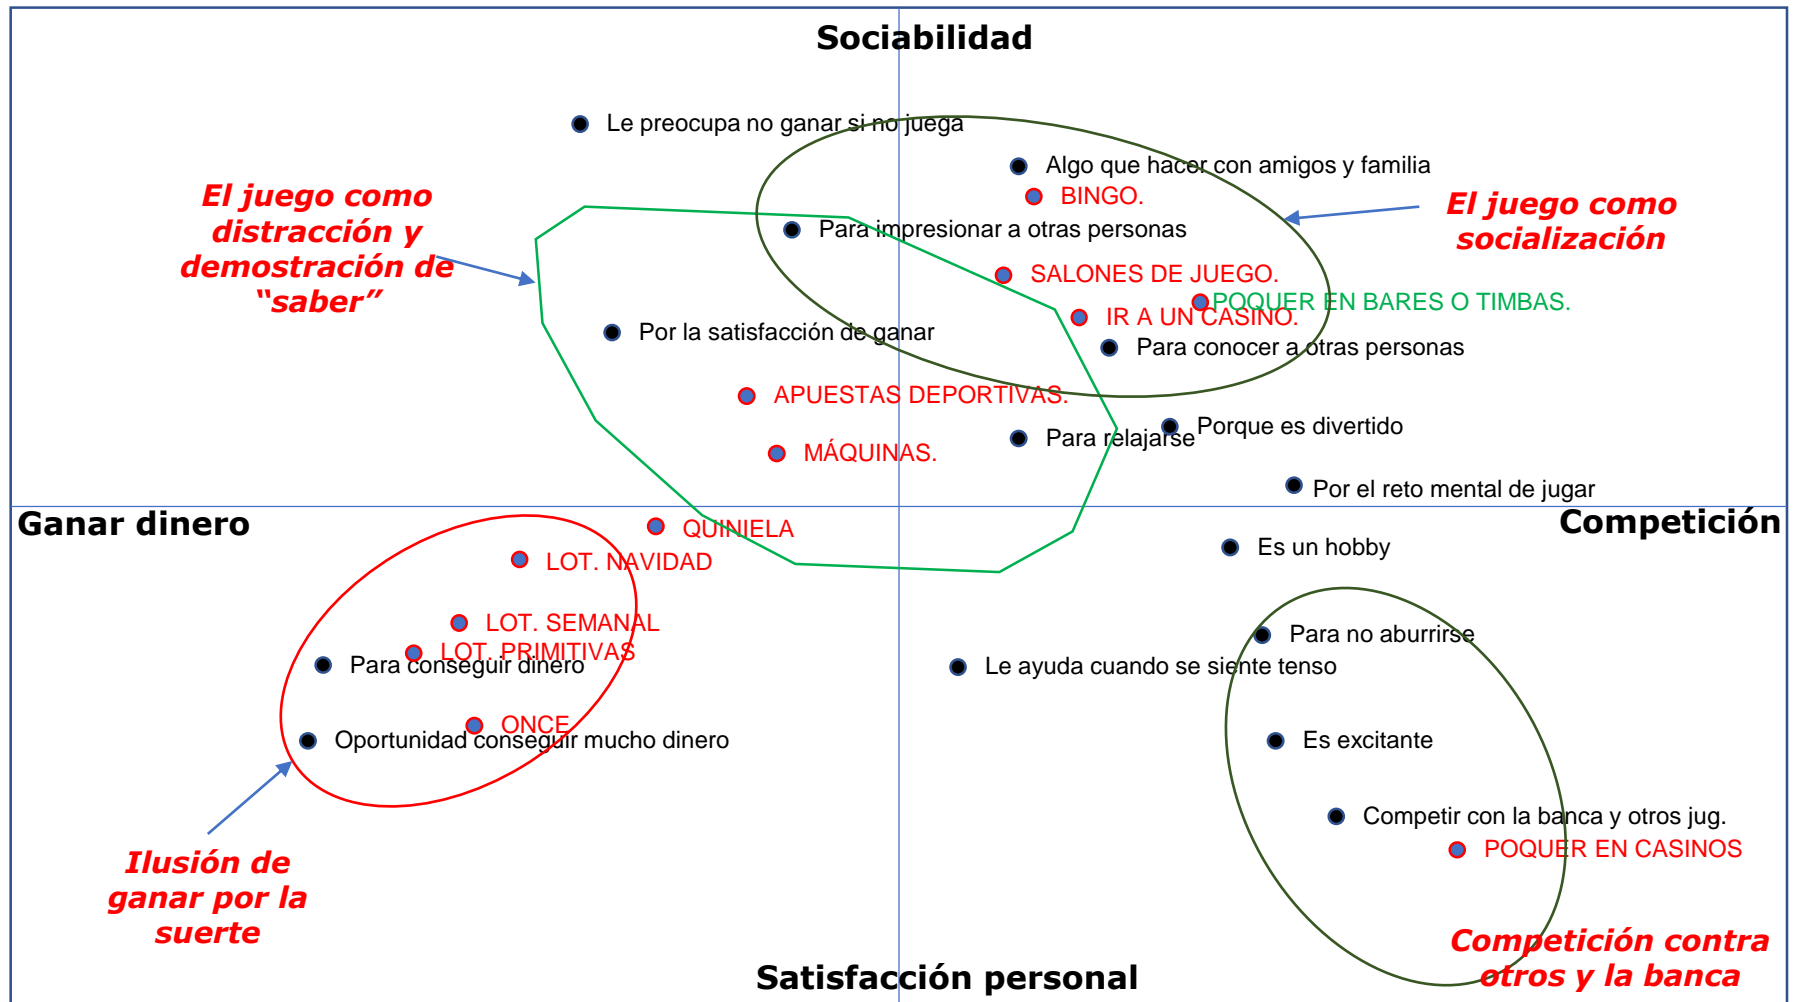 Sociabilidad
Le preocupa no ganar si no juega
Algo que hacer con amigos y familia
BINGO.
El juego como
distracción y
demostración de
“saber”
El juego como
socialización
Para impresionar a otras personas
SALONES DE JUEGO.
POQUER EN BARES O TIMBAS.
IR A UN CASINO.
Por la satisfacción de ganar
Para conocer a otras personas
APUESTAS DEPORTIVAS.
Porque es divertido
Para relajarse
MÁQUINAS.
Por el reto mental de jugar
Ganar dinero
Competición
QUINIELA
Es un hobby
LOT. NAVIDAD
LOT. SEMANAL
Para no aburrirse
LOT. PRIMITIVAS
Para conseguir dinero
Le ayuda cuando se siente tenso
ONCE
Oportunidad conseguir mucho dinero
Es excitante
Competir con la banca y otros jug.
POQUER EN CASINOS
Ilusión de
ganar por la
suerte
Competición contra
otros y la banca
Satisfacción personal